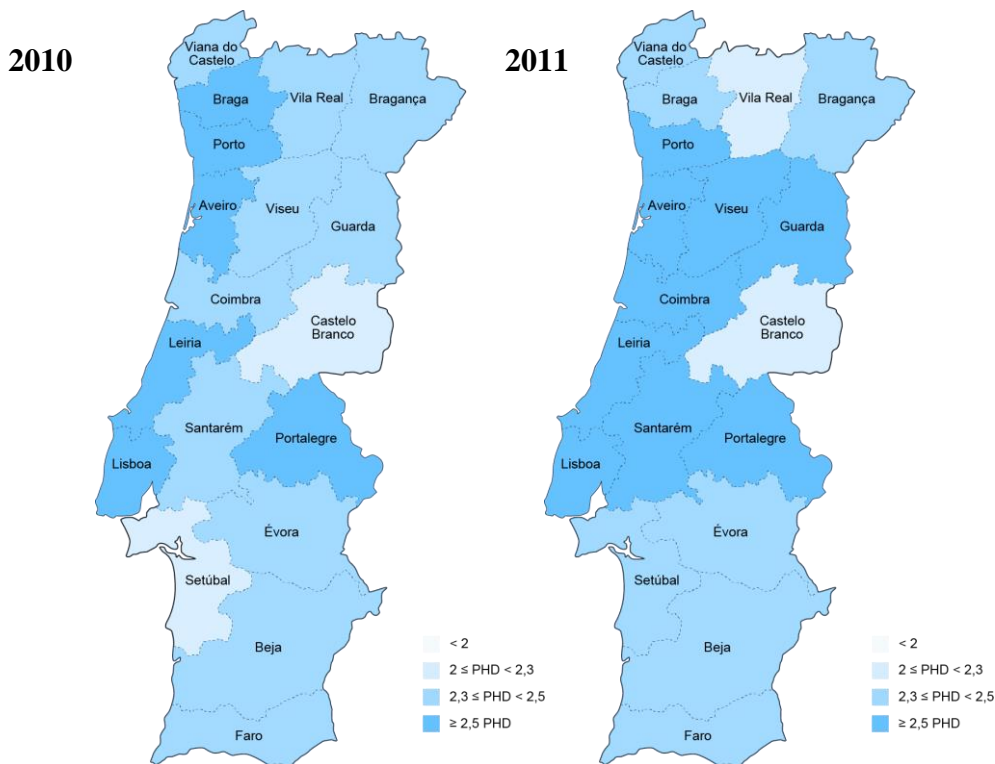 2010
Viana do
Castelo
Braga
Vila Real
Bragança
Porto
Aveiro
Viseu
Guarda
Coimbra
Castelo
Branco
Leiria
Santarém
Portalegre
Lisboa
Évora
Setúbal
Beja
Faro
< 2
2 ≤ PHD < 2,3
2,3 ≤ PHD < 2,5
≥ 2,5 PHD
2011
Viana do
Castelo
Braga
Vila Real
Bragança
Porto
Aveiro
Viseu
Guarda
Coimbra
Castelo
Branco
Leiria
Santarém
Portalegre
Lisboa
Évora
Setúbal
Beja
Faro
< 2
2 ≤ PHD < 2,3
2,3 ≤ PHD < 2,5
≥ 2,5 PHD